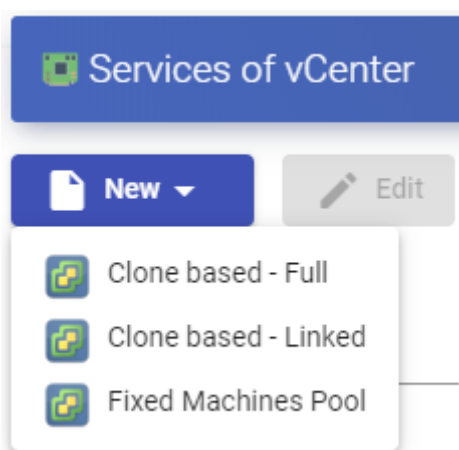 Services of vCenter
New
Edit
Clone based - Full
Clone based - Linked
Fixed Machines Pool